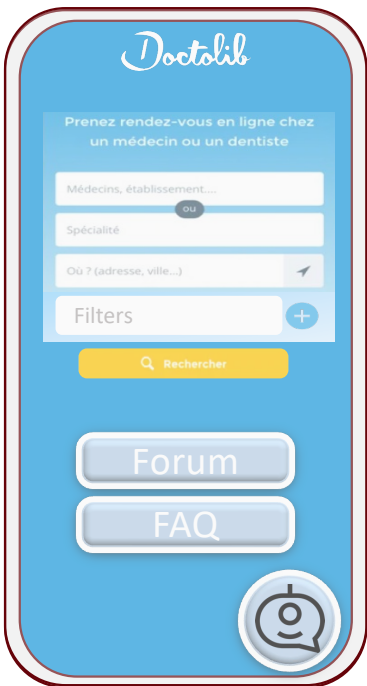 Doctolib
Prenez rendez-vous en ligne chez
un médecin ou un dentiste
Médecins, établissement....
ou
Spécialité
Où ? (adresse, ville...)
Filters
Rechercher
Forum
FAQ